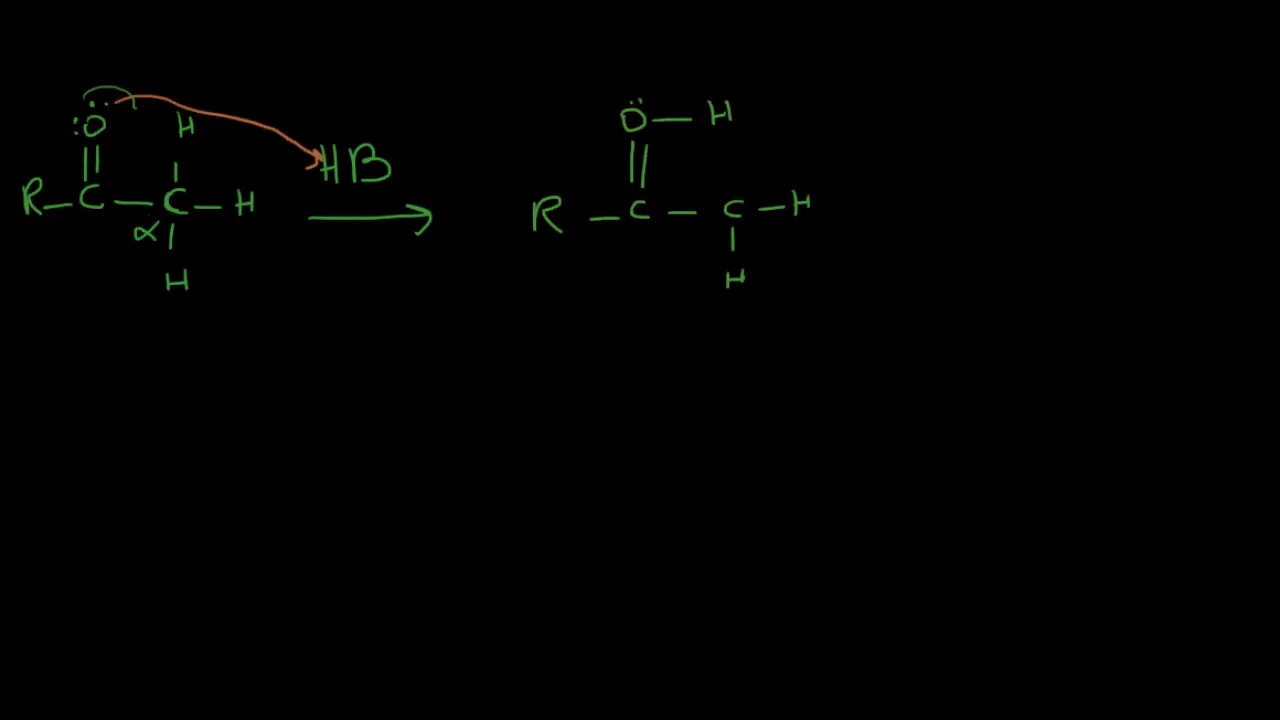 :Ö H Ö — H
HB
R — C — C — H → R — C — C — H
α
H H